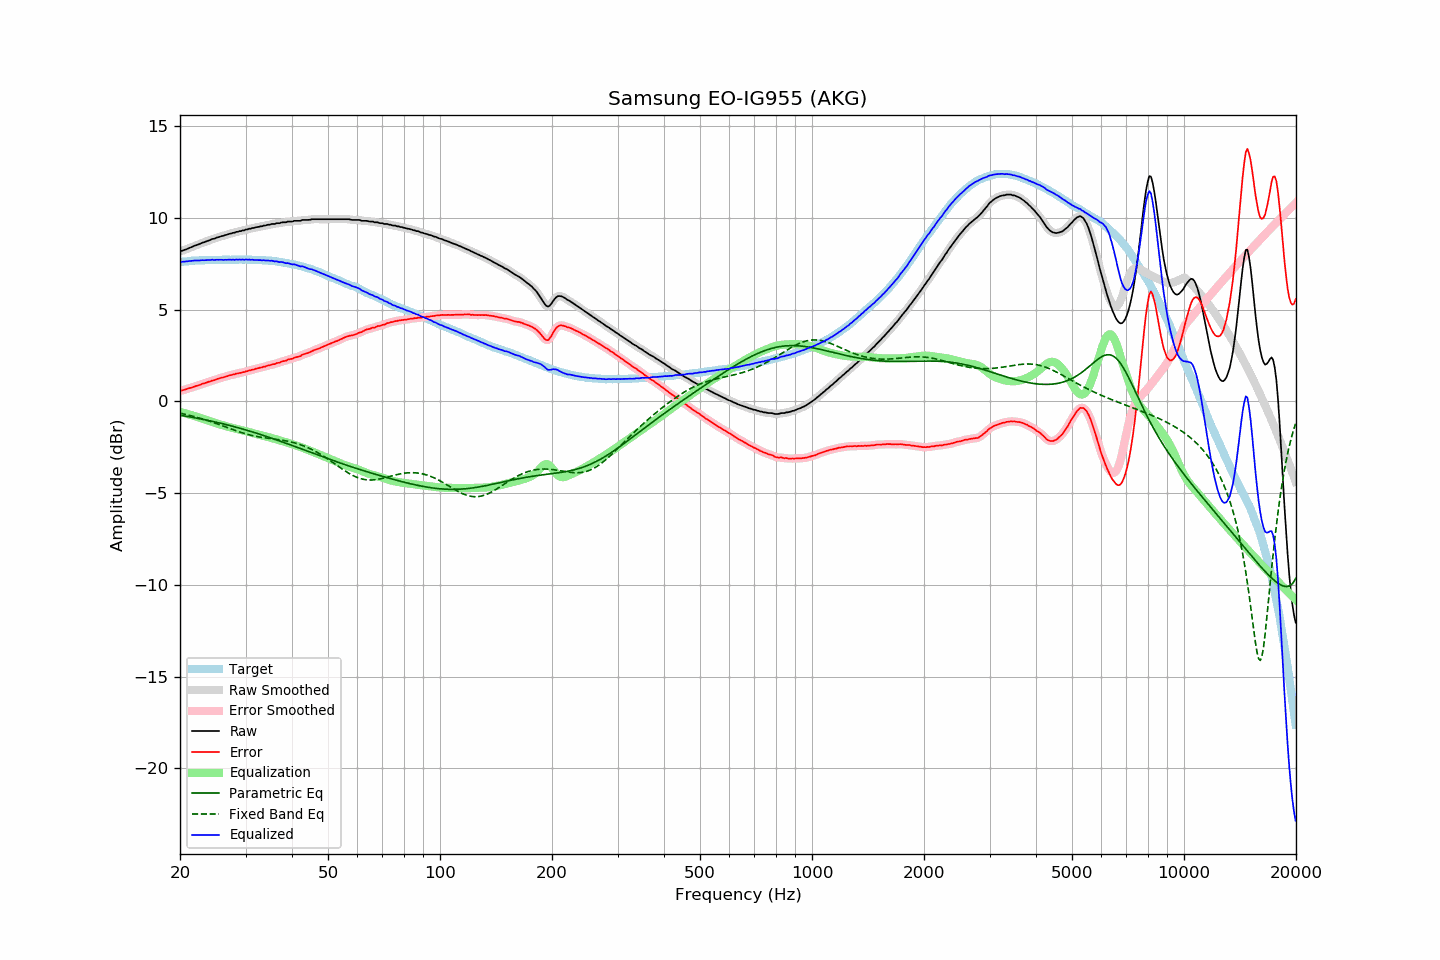 Samsung EO-IG955 (AKG)
15
10
5
0
−5
−10
−15
−20
Amplitude (dBr)
Target
Raw Smoothed
Error Smoothed
Raw
Error
Equalization
Parametric Eq
Fixed Band Eq
Equalized
20 50 100 200 500 1000 2000 5000 10000 20000
Frequency (Hz)